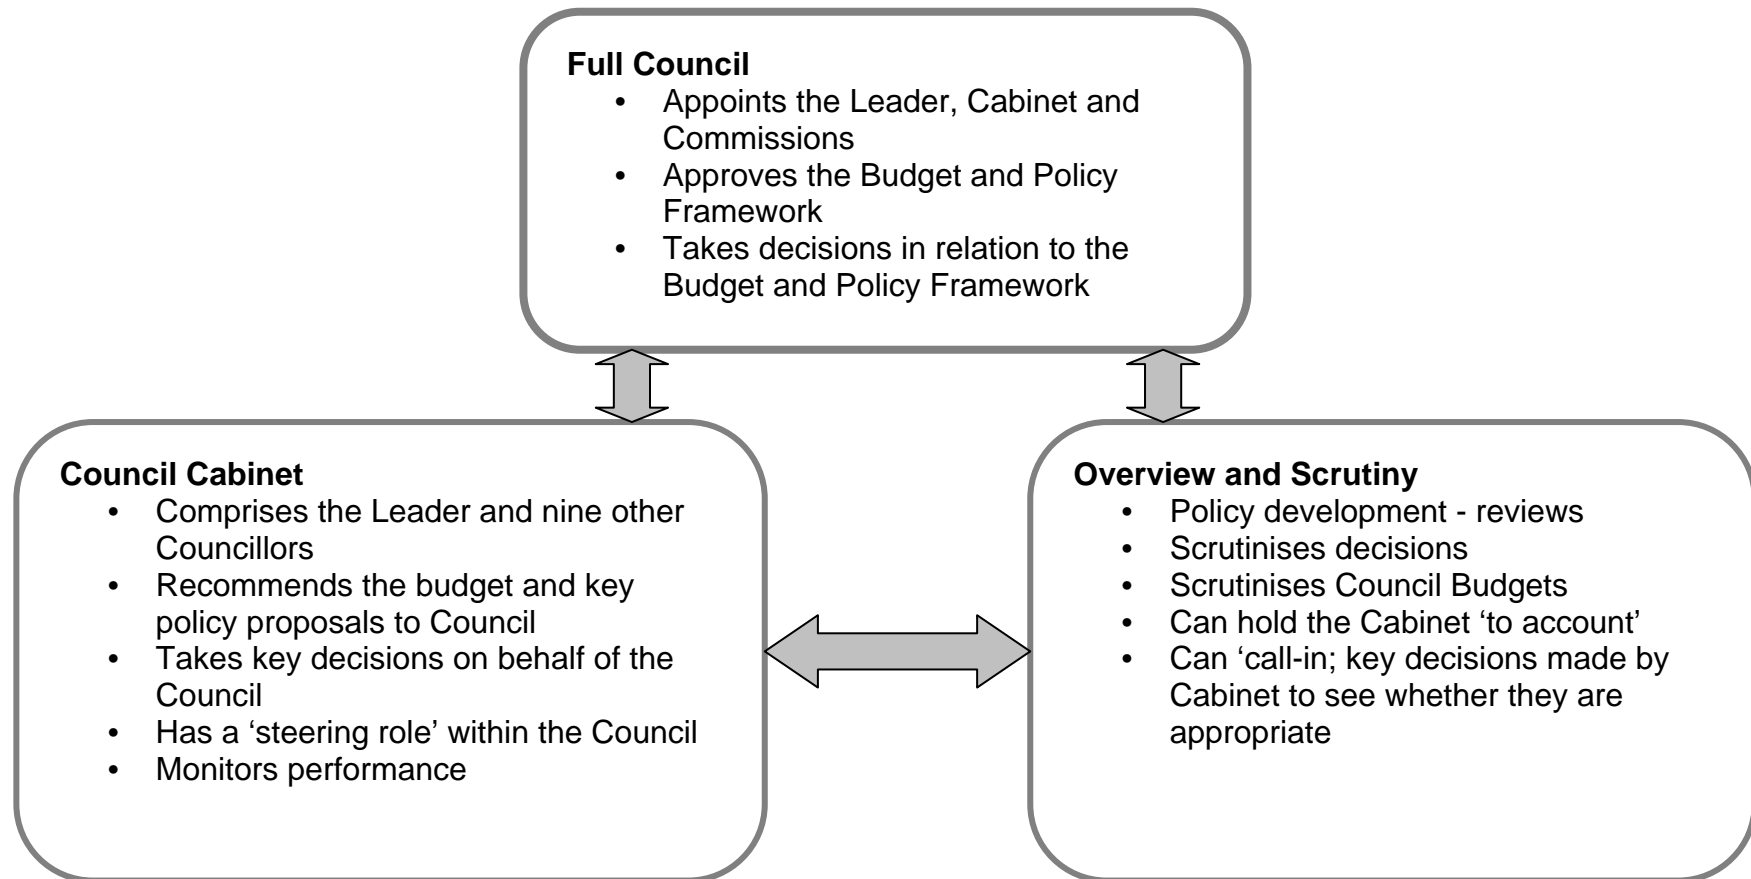 Full Council
• Appoints the Leader, Cabinet and
Commissions
• Approves the Budget and Policy
Framework
• Takes decisions in relation to the
Budget and Policy Framework
Council Cabinet
• Comprises the Leader and nine other
Councillors
• Recommends the budget and key
policy proposals to Council
• Takes key decisions on behalf of the
Council
• Has a ‘steering role’ within the Council
• Monitors performance
Overview and Scrutiny
• Policy development - reviews
• Scrutinises decisions
• Scrutinises Council Budgets
• Can hold the Cabinet ‘to account’
• Can ‘call-in; key decisions made by
Cabinet to see whether they are
appropriate